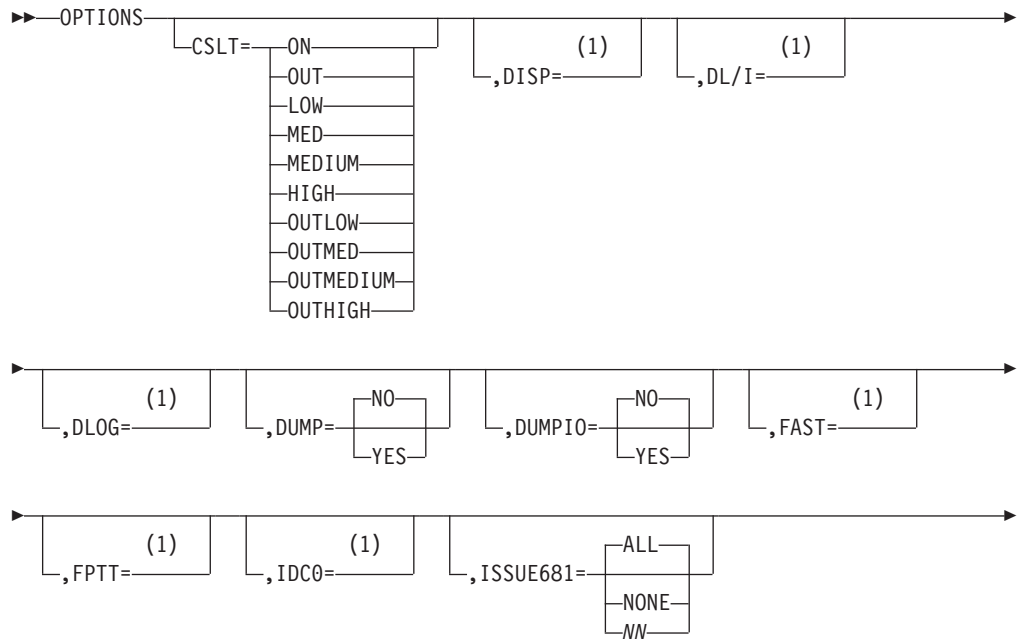 OPTIONS
CSLT= ON ,DISP= (1) ,DL/I= (1)
OUT
LOW
MED
MEDIUM
HIGH
OUTLOW
OUTMED
OUTMEDIUM
OUTHIGH
,DLOG= (1) ,DUMP= NO ,DUMPIO= NO ,FAST= (1)
YES YES
,FPTT= (1) ,IDC0= (1) ,ISSUE681= ALL
NONE
NN